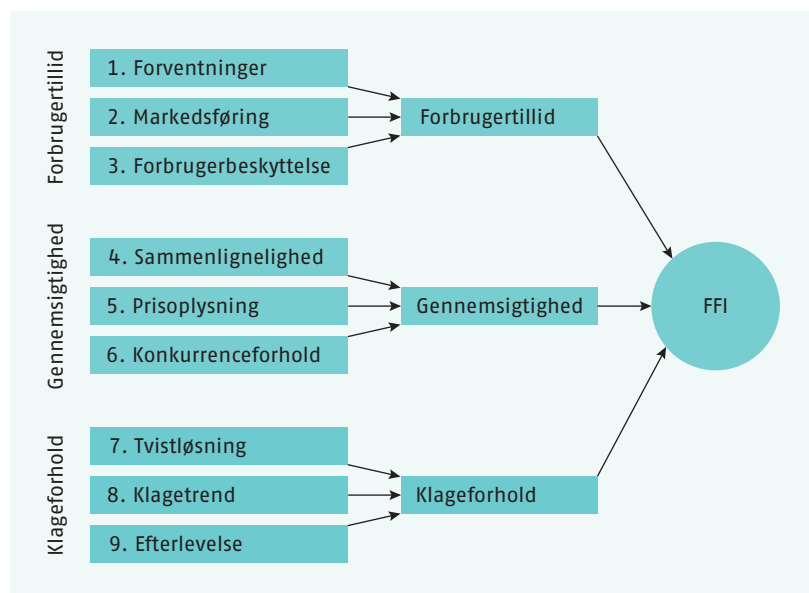 Forbrugertillid
1. Forventninger
2. Markedsføring
3. Forbrugerbeskyttelse
Forbrugertillid
Gennemsigtighed
4. Sammenlignelighed
5. Prisoplysning
6. Konkurrenceforhold
Gennemsigtighed
FFI
Klageforhold
7. Tvistløsning
8. Klagetrend
9. Efterlevelse
Klageforhold